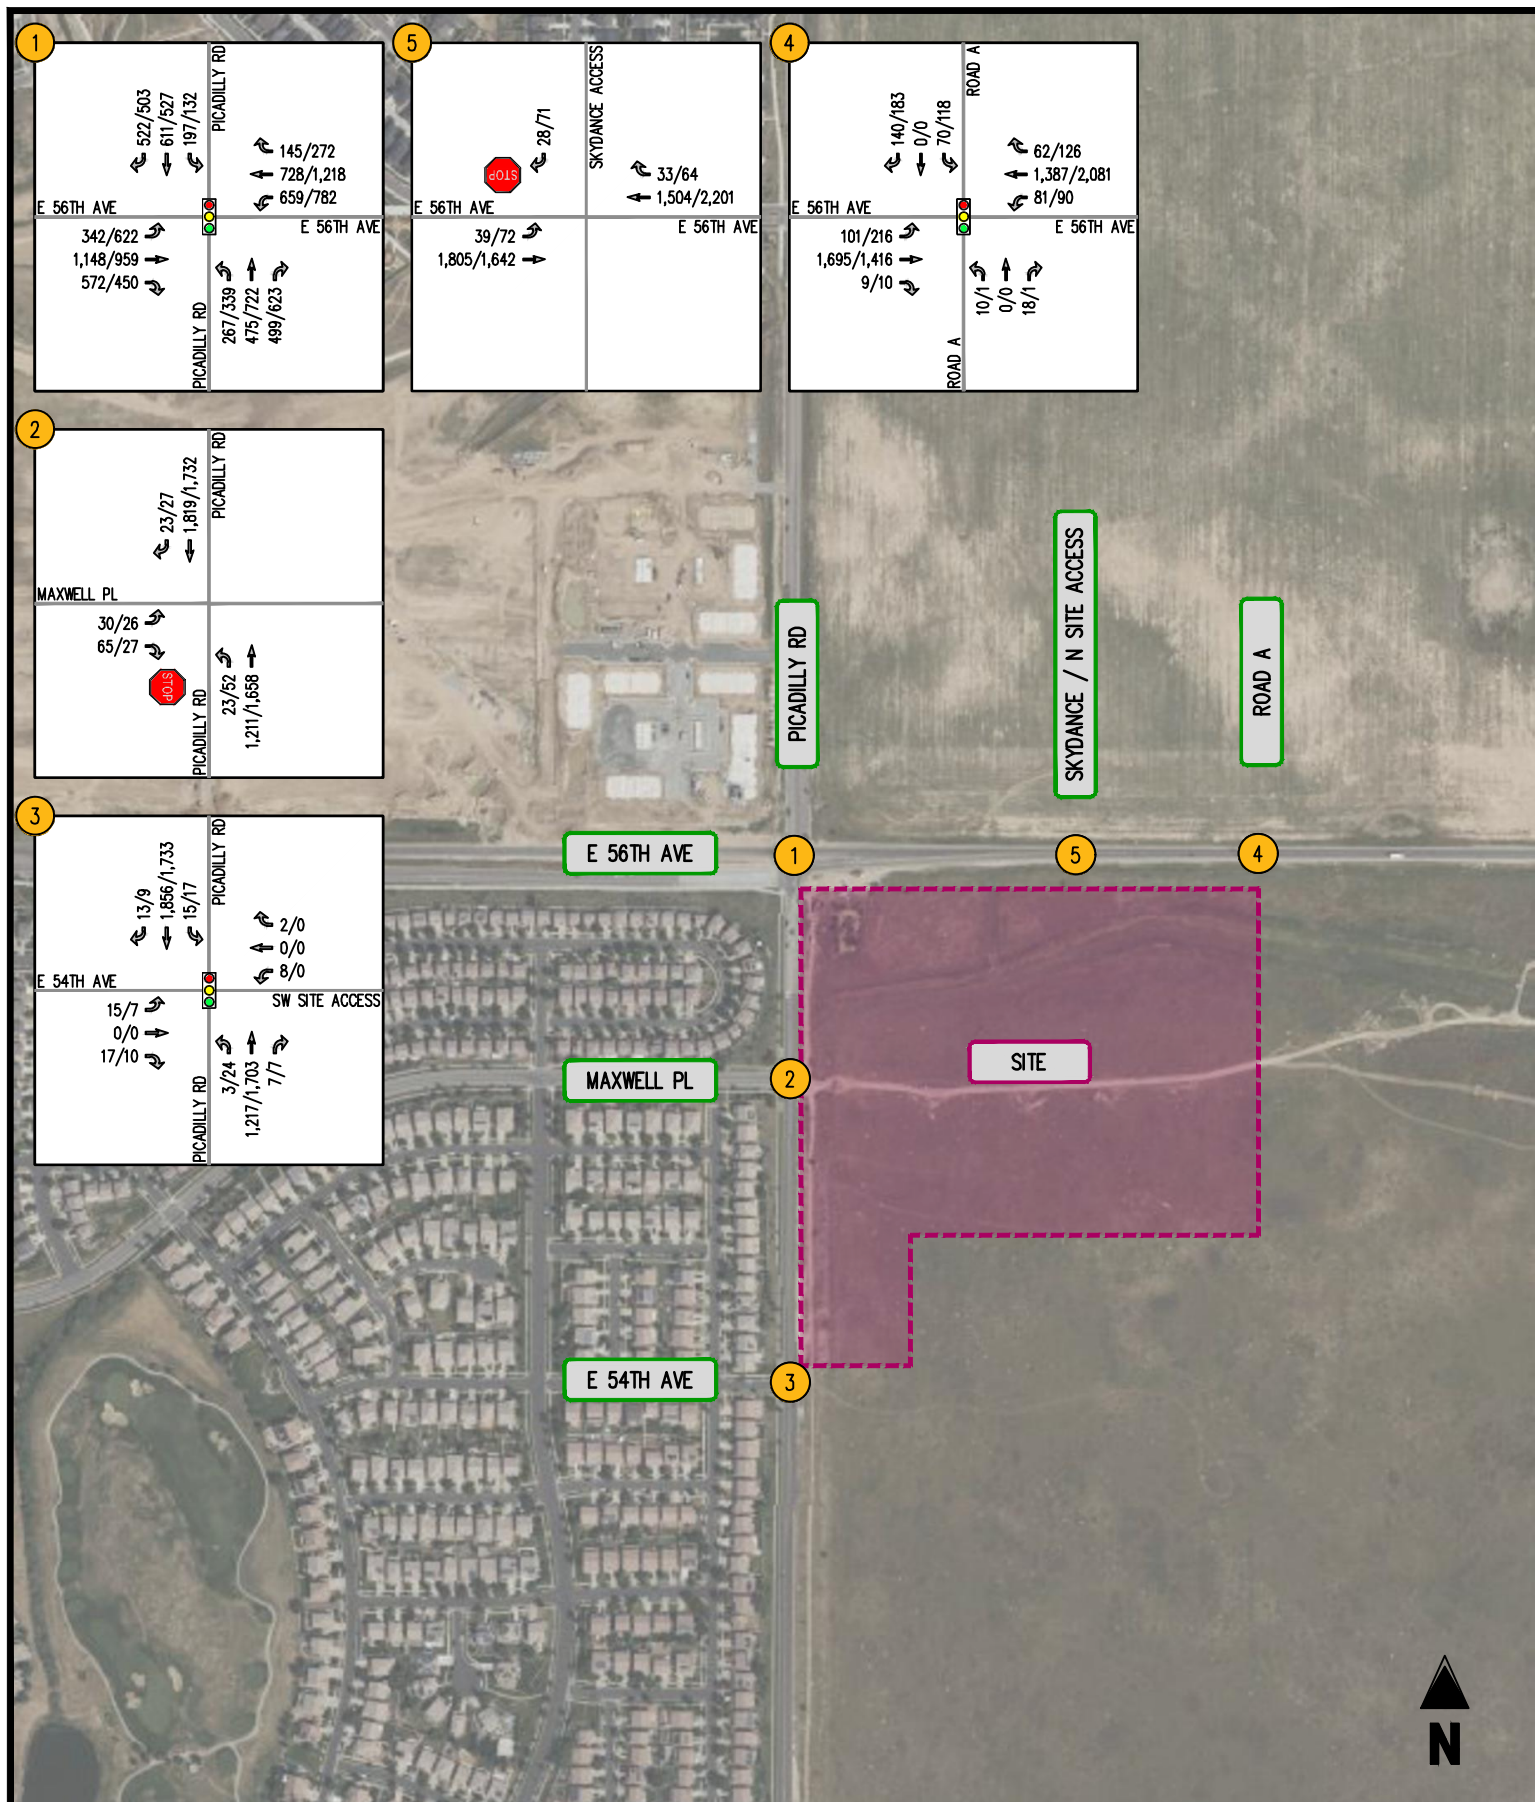 1
PICADILLY RD
522/503
611/527
197/132
145/272
728/1,218
659/782
E 56TH AVE
E 56TH AVE
342/622
1,148/959
572/450
267/339
475/722
499/623
PICADILLY RD
5
SKYDANCE ACCESS
28/71
STOP
33/64
1,504/2,201
E 56TH AVE
E 56TH AVE
39/72
1,805/1,642
4
ROAD A
140/183
0/0
70/118
62/126
1,387/2,081
81/90
E 56TH AVE
E 56TH AVE
101/216
1,695/1,416
9/10
10/1
0/0
18/1
ROAD A
2
PICADILLY RD
23/27
1,819/1,732
MAXWELL PL
30/26
65/27
STOP
23/52
1,211/1,658
PICADILLY RD
3
PICADILLY RD
13/9
1,856/1,733
15/17
2/0
0/0
8/0
E 54TH AVE
SW SITE ACCESS
15/7
0/0
17/10
3/24
1,217/1,703
7/7
PICADILLY RD
PICADILLY RD
SKYDANCE / N SITE ACCESS
ROAD A
E 56TH AVE
1
5
4
MAXWELL PL
2
SITE
E 54TH AVE
3
N